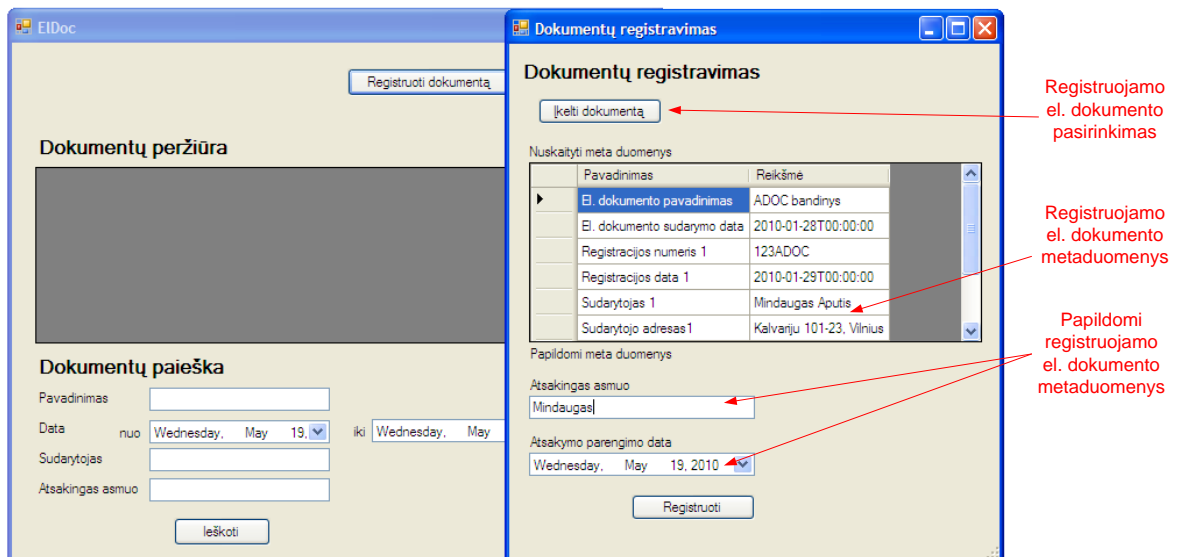 ElDoc
Registruoti dokumentą
Dokumentų peržiūra
Dokumentų paieška
Pavadinimas
Data nuo Wednesday, May 19, iki Wednesday, May
Sudarytojas
Atsakingas asmuo
Ieškoti
Dokumentų registravimas
Dokumentų registravimas
Įkelti dokumentą
Nuskaityti meta duomenys
Pavadinimas Reikšmė
El. dokumento pavadinimas ADOC bandinys
El. dokumento sudarymo data 2010-01-28T00:00:00
Registracijos numeris 1 123ADOC
Registracijos data 1 2010-01-29T00:00:00
Sudarytojas 1 Mindaugas Aputis
Sudarytojo adresas1 Kalvariju 101-23, Vilnius
Papildomi meta duomenys
Atsakingas asmuo
Mindaugas
Atsakymo parengimo data
Wednesday, May 19, 2010
Registruoti
Registruojamo
el. dokumento
pasirinkimas
Registruojamo
el. dokumento
metaduomenys
Papildomi
registruojamo
el. dokumento
metaduomenys